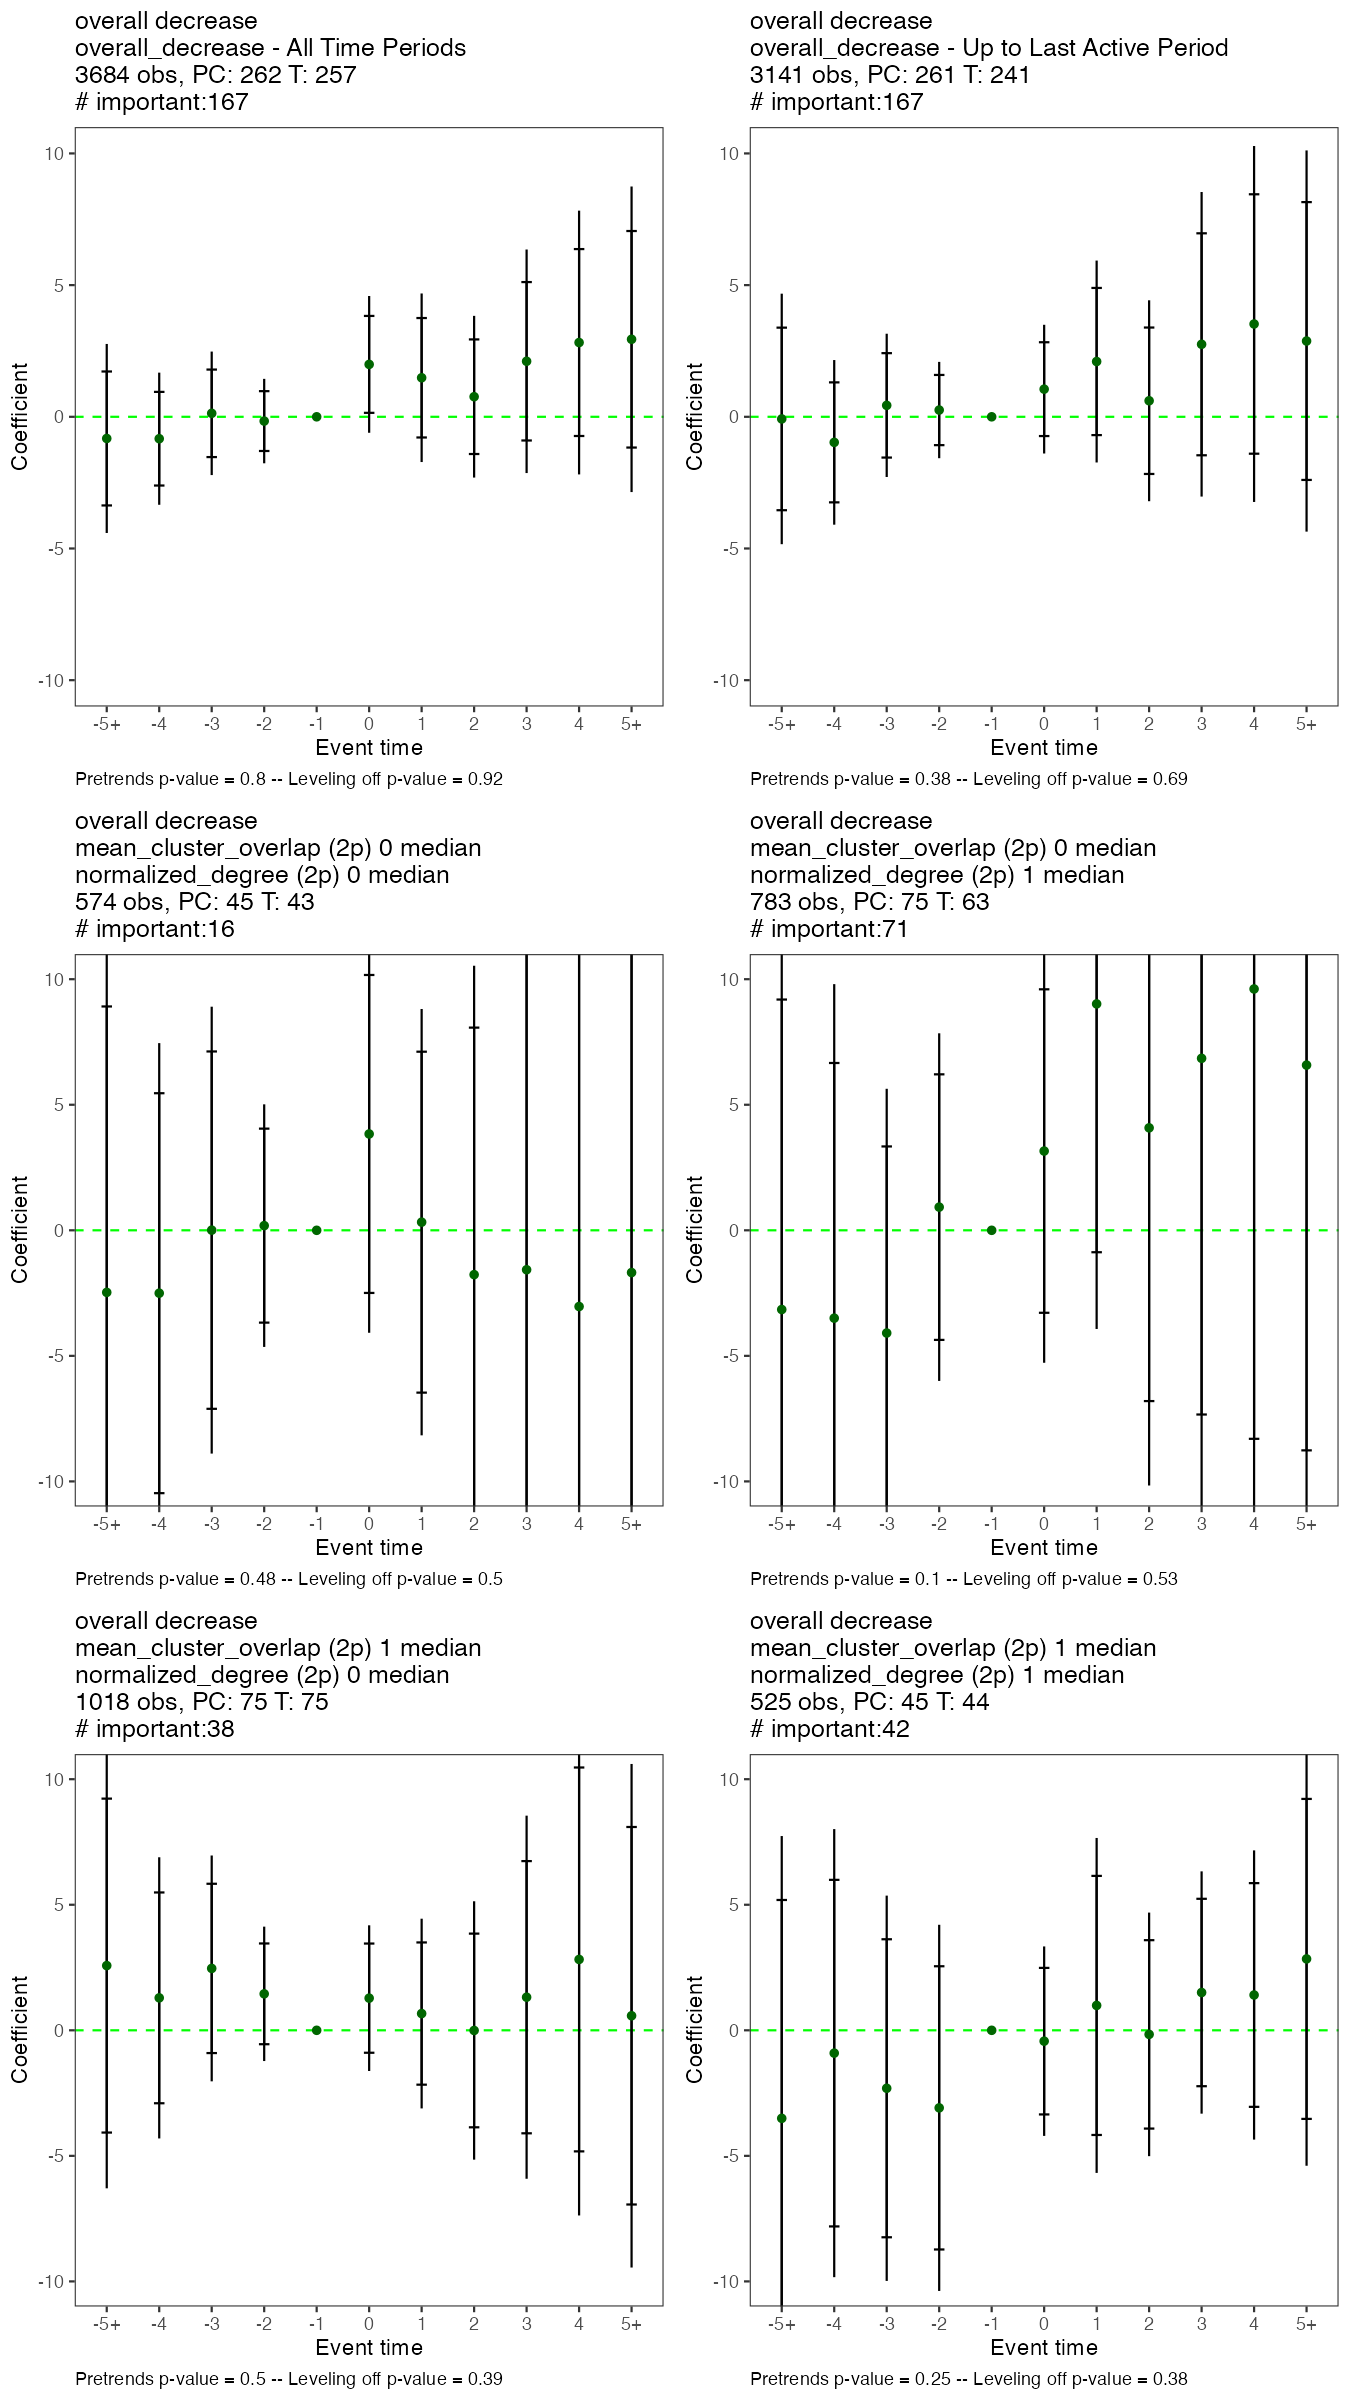 overall decrease
overall_decrease - All Time Periods
3684 obs, PC: 262 T: 257
# important:167
10
5
0
-5
-10
Coefficient
-5+ -4 -3 -2 -1 0 1 2 3 4 5+
Event time
Pretrends p-value = 0.8 -- Leveling off p-value = 0.92
overall decrease
overall_decrease - Up to Last Active Period
3141 obs, PC: 261 T: 241
# important:167
10
5
0
-5
-10
Coefficient
-5+ -4 -3 -2 -1 0 1 2 3 4 5+
Event time
Pretrends p-value = 0.38 -- Leveling off p-value = 0.69
overall decrease
mean_cluster_overlap (2p) 0 median
normalized_degree (2p) 0 median
574 obs, PC: 45 T: 43
# important:16
10
5
0
-5
-10
Coefficient
-5+ -4 -3 -2 -1 0 1 2 3 4 5+
Event time
Pretrends p-value = 0.48 -- Leveling off p-value = 0.5
overall decrease
mean_cluster_overlap (2p) 0 median
normalized_degree (2p) 1 median
783 obs, PC: 75 T: 63
# important:71
10
5
0
-5
-10
Coefficient
-5+ -4 -3 -2 -1 0 1 2 3 4 5+
Event time
Pretrends p-value = 0.1 -- Leveling off p-value = 0.53
overall decrease
mean_cluster_overlap (2p) 1 median
normalized_degree (2p) 0 median
1018 obs, PC: 75 T: 75
# important:38
10
5
0
-5
-10
Coefficient
-5+ -4 -3 -2 -1 0 1 2 3 4 5+
Event time
Pretrends p-value = 0.5 -- Leveling off p-value = 0.39
overall decrease
mean_cluster_overlap (2p) 1 median
normalized_degree (2p) 1 median
525 obs, PC: 45 T: 44
# important:42
10
5
0
-5
-10
Coefficient
-5+ -4 -3 -2 -1 0 1 2 3 4 5+
Event time
Pretrends p-value = 0.25 -- Leveling off p-value = 0.38